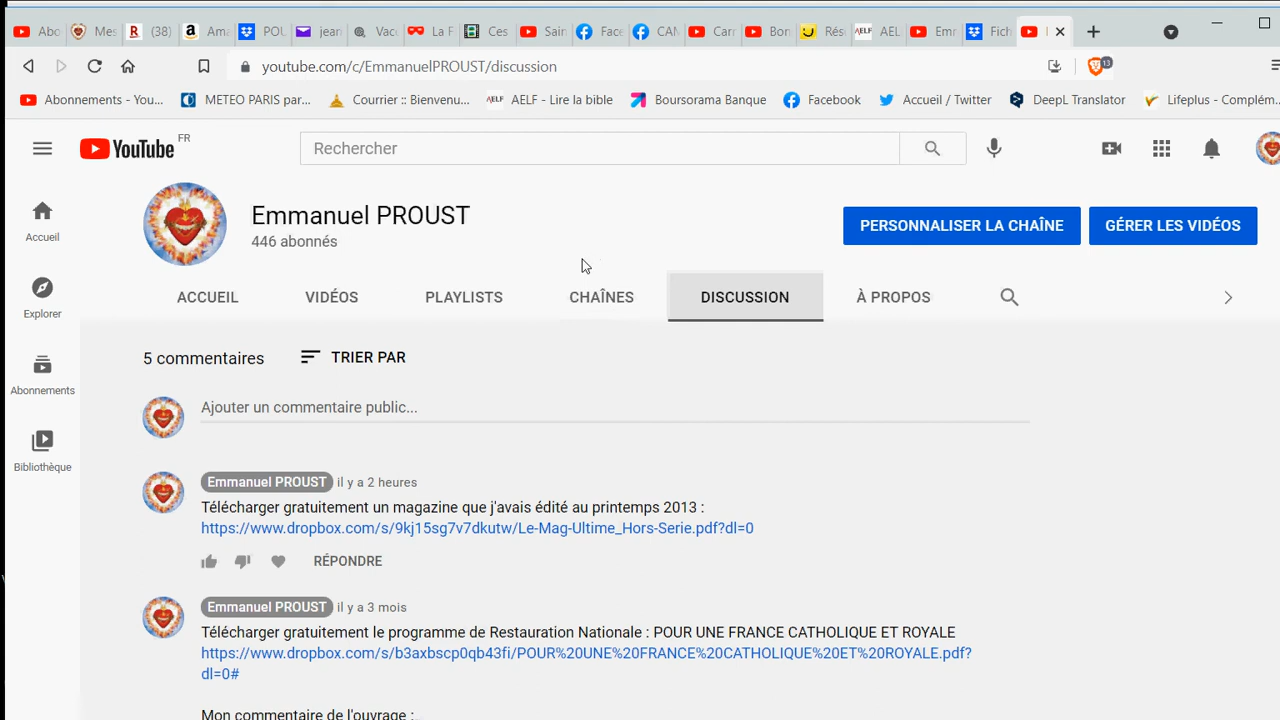 Abo
Mes
(38)
Ama
POU
jean
Vac
La F
Ces
Sain
Face
CAN
Carr
Bon
Rés
AELF AEL
Emr
Fich
youtube.com/c/EmmanuelPROUST/discussion
13
Abonnements - You...
METEO PARIS par...
Corrier :: Bienvenu...
AELF AELF - Lire la bible
Boursorama Banque
Facebook
Accueil / Twitter
DeepL Translator
Lifeplus - Complém...
YouTube FR
Rechercher
Accueil
Explorer
Abonnements
Bibliothèque
Emmanuel PROUST
446 abonnés
PERSONNALISER LA CHAÎNE
GÉRER LES VIDÉOS
ACCUEIL
VIDÉOS
PLAYLISTS
CHAÎNES
DISCUSSION
À PROPOS
5 commentaires
TRIER PAR
Ajouter un commentaire public...
Emmanuel PROUST il y a 2 heures
Télécharger gratuitement un magazine que j'avais édité au printemps 2013 :
https://www.dropbox.com/s/9kj15sg7v7dkutw/Le-Mag-Ultime_Hors-Serie.pdf?dl=0
RÉPONDRE
Emmanuel PROUST il y a 3 mois
Télécharger gratuitement le programme de Restauration Nationale : POUR UNE FRANCE CATHOLIQUE ET ROYALE
https://www.dropbox.com/s/b3axbscp0qb43fi/POUR%20UNE%20FRANCE%20CATHOLIQUE%20ET%20ROYALE.pdf?
dl=0#
Mon commentaire de l'ouvrage :